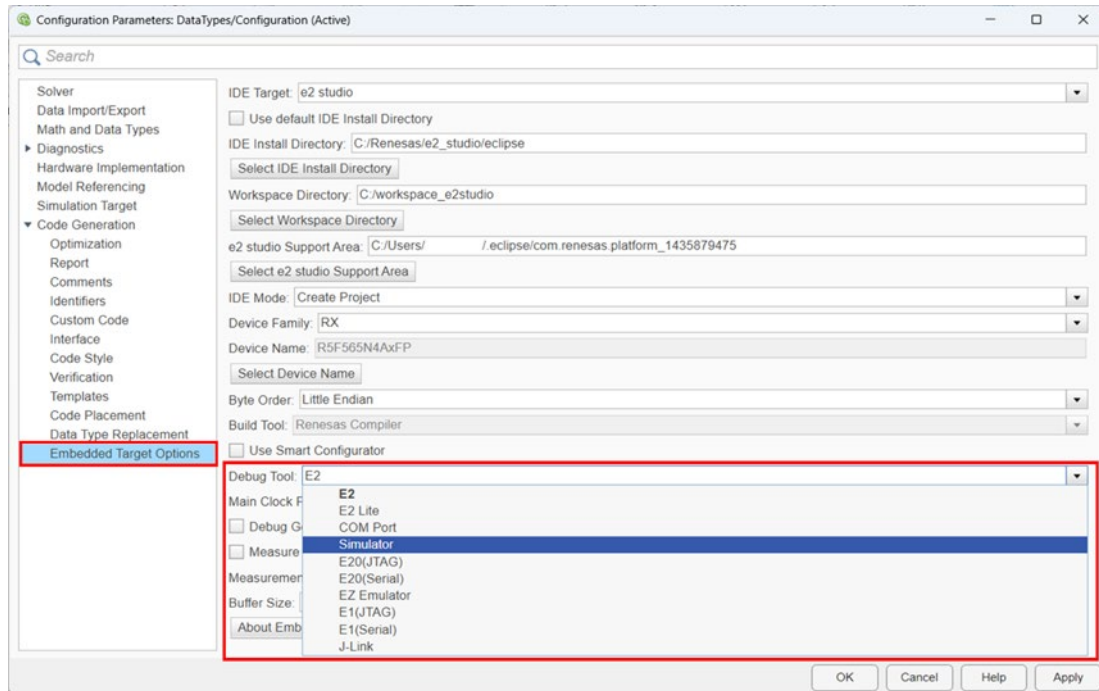 Configuration Parameters: DataTypes/Configuration (Active)
Search
Solver
Data Import/Export
Math and Data Types
Diagnostics
Hardware Implementation
Model Referencing
Simulation Target
Code Generation
Optimization
Report
Comments
Identifiers
Custom Code
Interface
Code Style
Verification
Templates
Code Placement
Data Type Replacement
Embedded Target Options
IDE Target: e2 studio
Use default IDE Install Directory
IDE Install Directory: C:/Renesas/e2_studio/eclipse
Select IDE Install Directory
Workspace Directory: C:/workspace_e2studio
Select Workspace Directory
e2 studio Support Area: C:/Users/ /.eclipse/com.renesas.platform_1435879475
Select e2 studio Support Area
IDE Mode: Create Project
Device Family: RX
Device Name: R5F565N4AxFP
Select Device Name
Byte Order: Little Endian
Build Tool: Renesas Compiler
Use Smart Configurator
Debug Tool: E2
Main Clock F
Debug G
Measure
Measuremen
Buffer Size:
About Emb
E2
E2 Lite
COM Port
Simulator
E20(JTAG)
E20(Serial)
EZ Emulator
E1(JTAG)
E1(Serial)
J-Link
OK
Cancel
Help
Apply